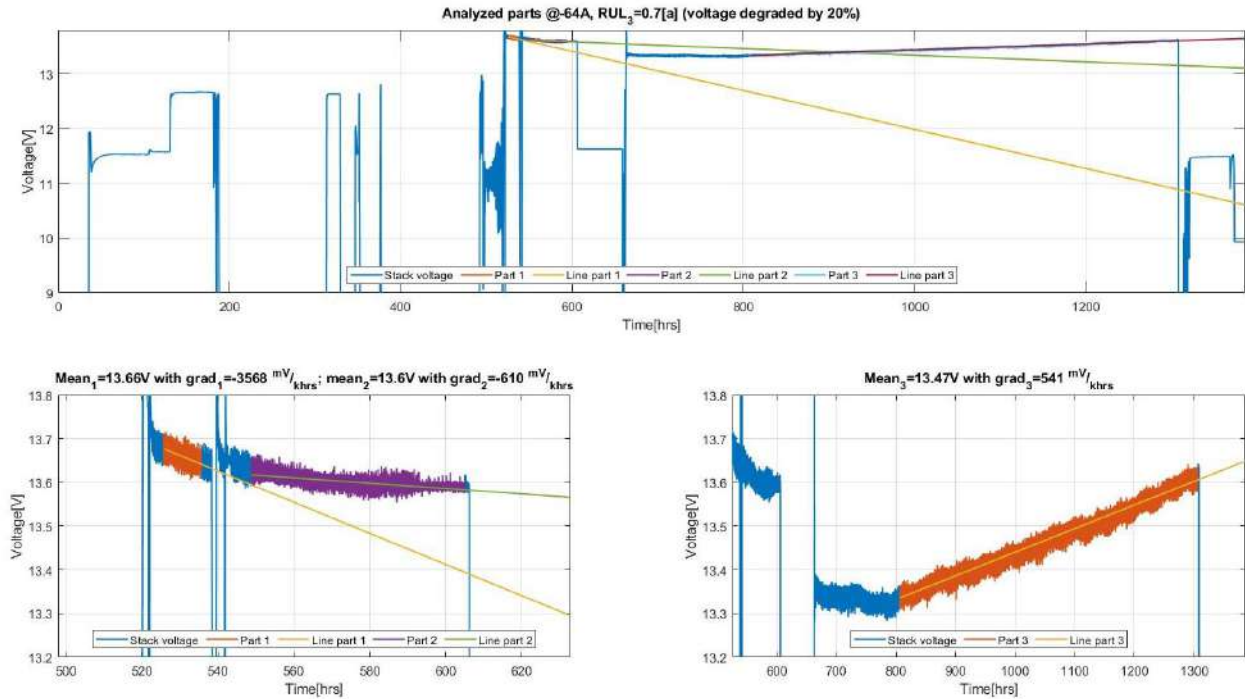 Analyzed parts @-64A, RUL3=0.7[a] (voltage degraded by 20%)
13
12
11
10
9
Voltage[V]
Stack voltage Part 1 Line part 1 Part 2 Line part 2 Part 3 Line part 3
0 200 400 600 800 1000 1200
Time[hrs]
Mean1=13.66V with grad1=-3568 mV/khrs; mean2=13.6V with grad2=-610 mV/khrs
13.8
13.7
13.6
13.5
13.4
13.3
13.2
Voltage[V]
Stack voltage Part 1 Line part 1 Part 2 Line part 2
500 520 540 560 580 600 620
Time[hrs]
Mean3=13.47V with grad3=541 mV/khrs
13.8
13.7
13.6
13.5
13.4
13.3
13.2
Voltage[V]
Stack voltage Part 3 Line part 3
600 700 800 900 1000 1100 1200 1300
Time[hrs]